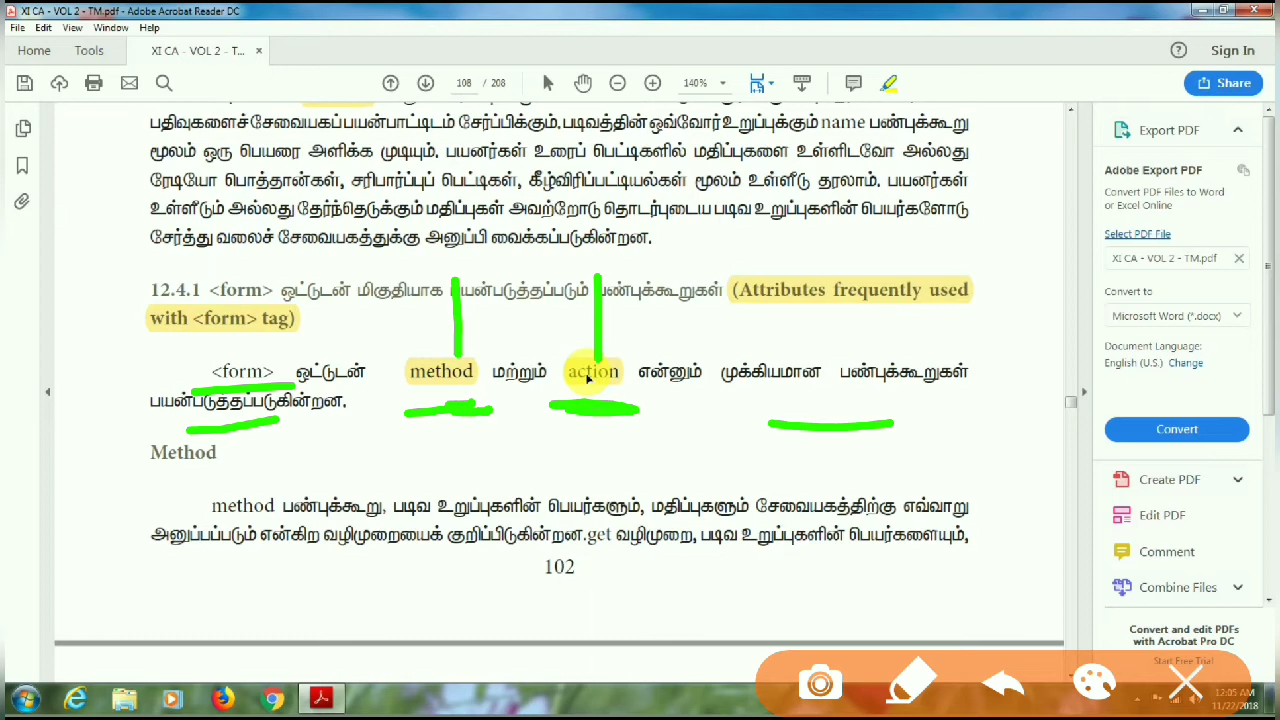 XI CA - VOL 2 - TM.pdf - Adobe Acrobat Reader DC
File Edit View Window Help
Home Tools XI CA - VOL 2 - T... × Sign In
108 / 208 140% Share
பதிவுகளைச் சேவையகப் பயன்பாட்டிடம் சேர்ப்பிக்கும். படிவத்தின் ஒவ்வோர் உறுப்புக்கும் name பண்புக்கூறு
மூலம் ஒரு பெயரை அளிக்க முடியும். பயனர்கள் உரைப் பெட்டிகளில் மதிப்புகளை உள்ளிடவோ அல்லது
ரேடியோ பொத்தான்கள், சரிபார்ப்புப் பெட்டிகள், கீழ்விரிப்பட்டியல்கள் மூலம் உள்ளீடு தரலாம். பயனர்கள்
உள்ளீடும் அல்லது தேர்ந்தெடுக்கும் மதிப்புகள் அவற்றோடு தொடர்புடைய படிவ உறுப்புகளின் பெயர்களோடு
சேர்த்து வலைச் சேவையகத்துக்கு அனுப்பி வைக்கப்படுகின்றன.
12.4.1 <form> ஒட்டுடன் மிகுதியாக பயன்படுத்தப்படும் பண்புக்கூறுகள் (Attributes frequently used
with <form> tag)
<form> ஒட்டுடன் method மற்றும் action என்னும் முக்கியமான பண்புக்கூறுகள்
பயன்படுத்தப்படுகின்றன.
Method
method பண்புக்கூறு, படிவ உறுப்புகளின் பெயர்களும், மதிப்புகளும் சேவையகத்திற்கு எவ்வாறு
அனுப்பப்படும் என்கிற வழிமுறையைக் குறிப்பிடுகின்றன.get வழிமுறை, படிவ உறுப்புகளின் பெயர்களையும்,
102
Export PDF
Adobe Export PDF
Convert PDF Files to Word
or Excel Online
Select PDF File
XI CA - VOL 2 - TM.pdf
Convert to
Microsoft Word (*.docx)
Document Language:
English (U.S.) Change
Convert
Create PDF
Edit PDF
Comment
Combine Files
Convert and edit PDFs
with Acrobat Pro DC
Start Free Trial
12:05 AM
11/22/2018